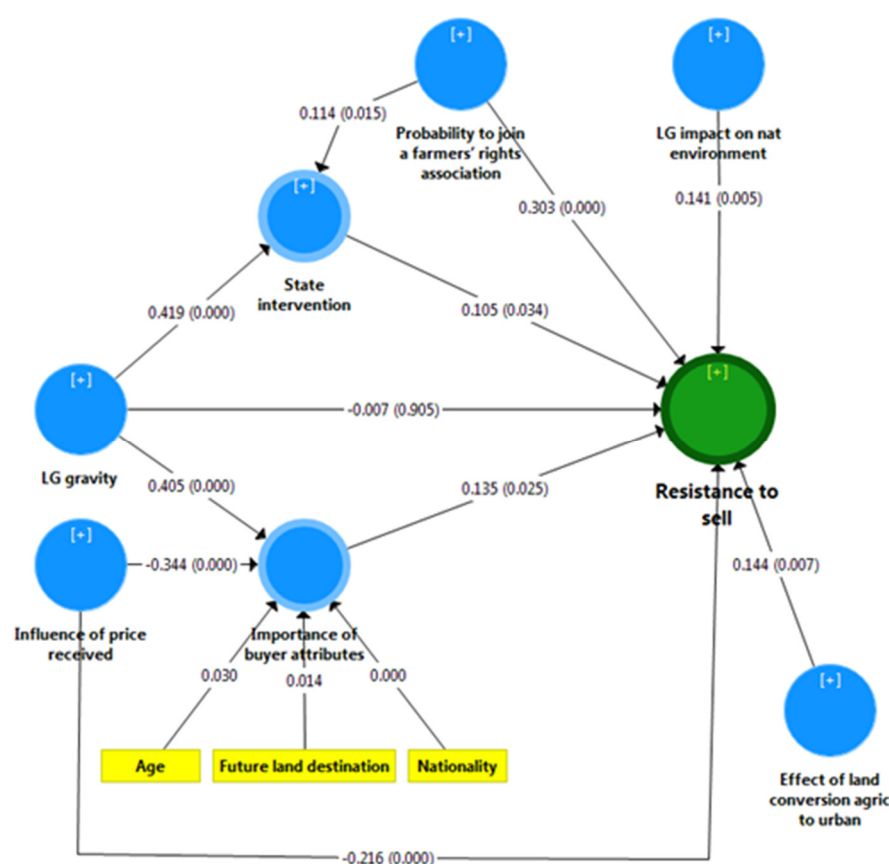 [+]
[+]
0.114 (0.015)
Probability to join
a farmers’ rights
association
LG impact on nat
environment
[+]
0.303 (0.000)
0.141 (0.005)
State
intervention
0.419 (0.000)
0.105 (0.034)
[+]
[+]
-0.007 (0.905)
LG gravity
0.405 (0.000)
0.135 (0.025)
Resistance to
sell
[+]
-0.344 (0.000)
0.144 (0.007)
Influence of price
received
Importance of
buyer attributes
0.030
0.014
0.000
[+]
Age
Future land destination
Nationality
Effect of land
conversion agric
to urban
-0.216 (0.000)